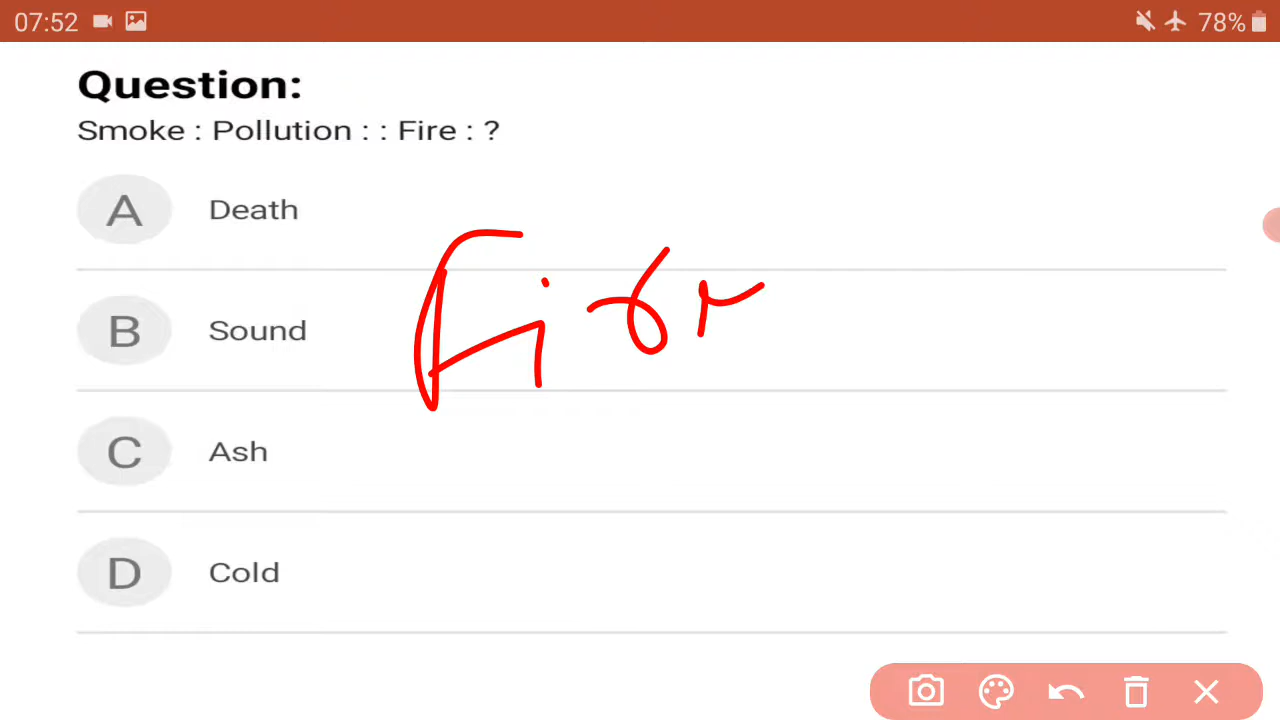 07:52 78%
Question:
Smoke : Pollution : : Fire : ?
A Death
B Sound
C Ash
D Cold